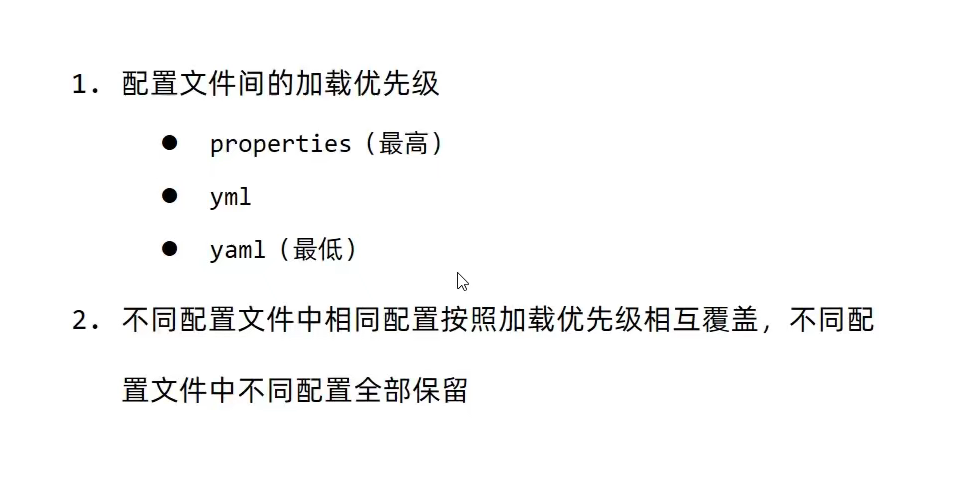 1. 配置文件间的加载优先级
● properties（最高）
● yml
● yaml（最低）
2. 不同配置文件中相同配置按照加载优先级相互覆盖，不同配
置文件中不同配置全部保留